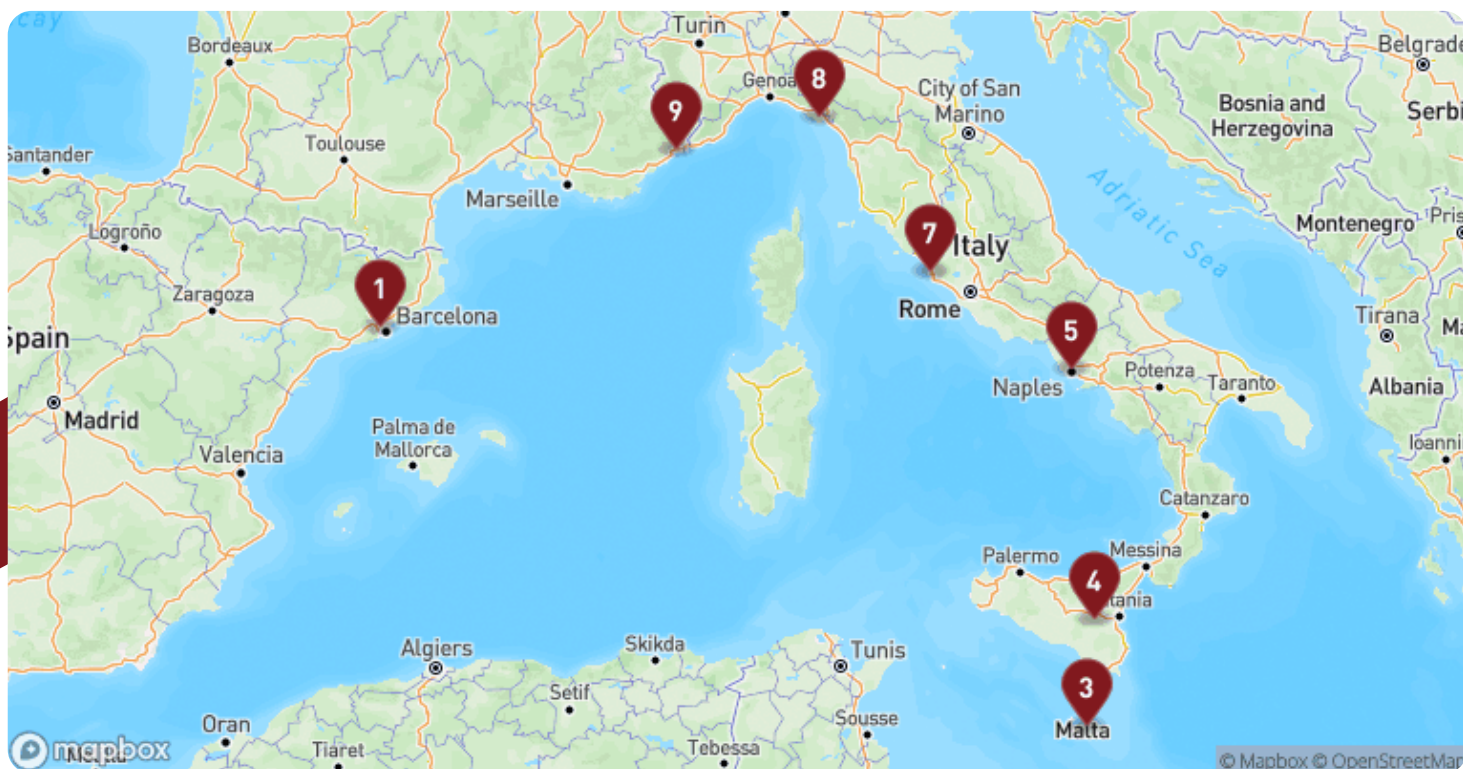 cay
Turin
Bordeaux
Belgrade
Genoa
8
City of San
Marino
9
Bosnia and
Herzegovina
Serbi
Santander
Toulouse
Marseille
Adriatic Sea
Montenegro
Pris
Logroño
7
Italy
1
Zaragoza
Barcelona
Rome
5
Tirana
Spain
Ma
Naples
Potenza
Taranto
Albania
Madrid
Palma de
Mallorca
Valencia
Ioanni
Catanzaro
Palermo
Messina
4
tania
Algiers
Skikda
Tunis
3
Setif
Malta
Oran
Sousse
mapbox
Tiaret
Tebessa
© Mapbox © OpenStreetMap